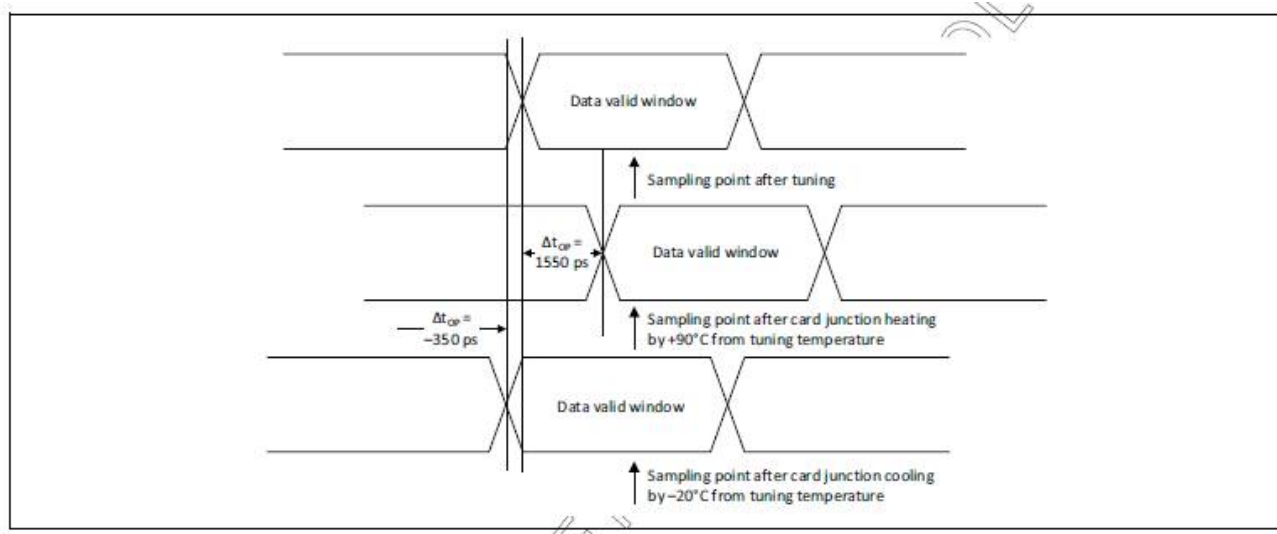 Data valid window
Sampling point after tuning
Δt_OP =
1550 ps
Data valid window
Δt_OP =
−350 ps
Sampling point after card junction heating
by +90°C from tuning temperature
Data valid window
Sampling point after card junction cooling
by −20°C from tuning temperature